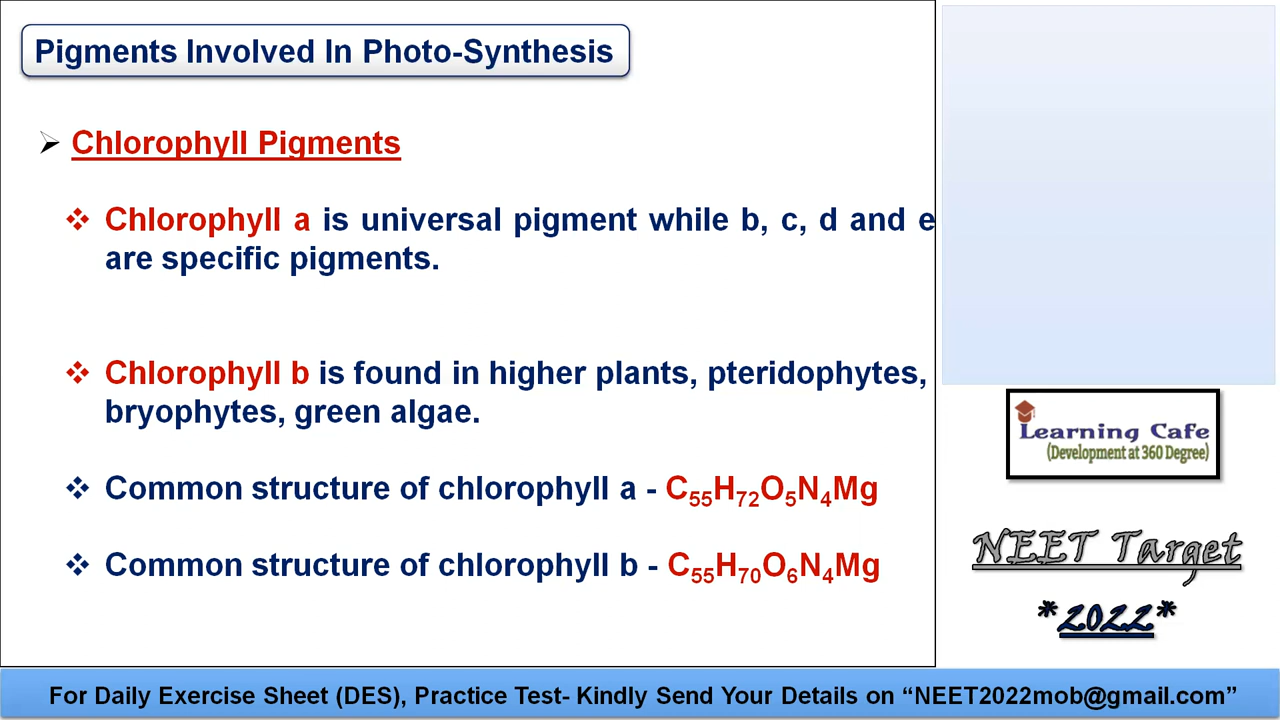 Pigments Involved In Photo-Synthesis
➢ Chlorophyll Pigments
❖ Chlorophyll a is universal pigment while b, c, d and e
are specific pigments.
❖ Chlorophyll b is found in higher plants, pteridophytes,
bryophytes, green algae.
❖ Common structure of chlorophyll a - C₅₅H₇₂O₅N₄Mg
❖ Common structure of chlorophyll b - C₅₅H₇₀O₆N₄Mg
Learning Cafe
(Development at 360 Degree)
NEET Target
*2022*
For Daily Exercise Sheet (DES), Practice Test- Kindly Send Your Details on “NEET2022mob@gmail.com”